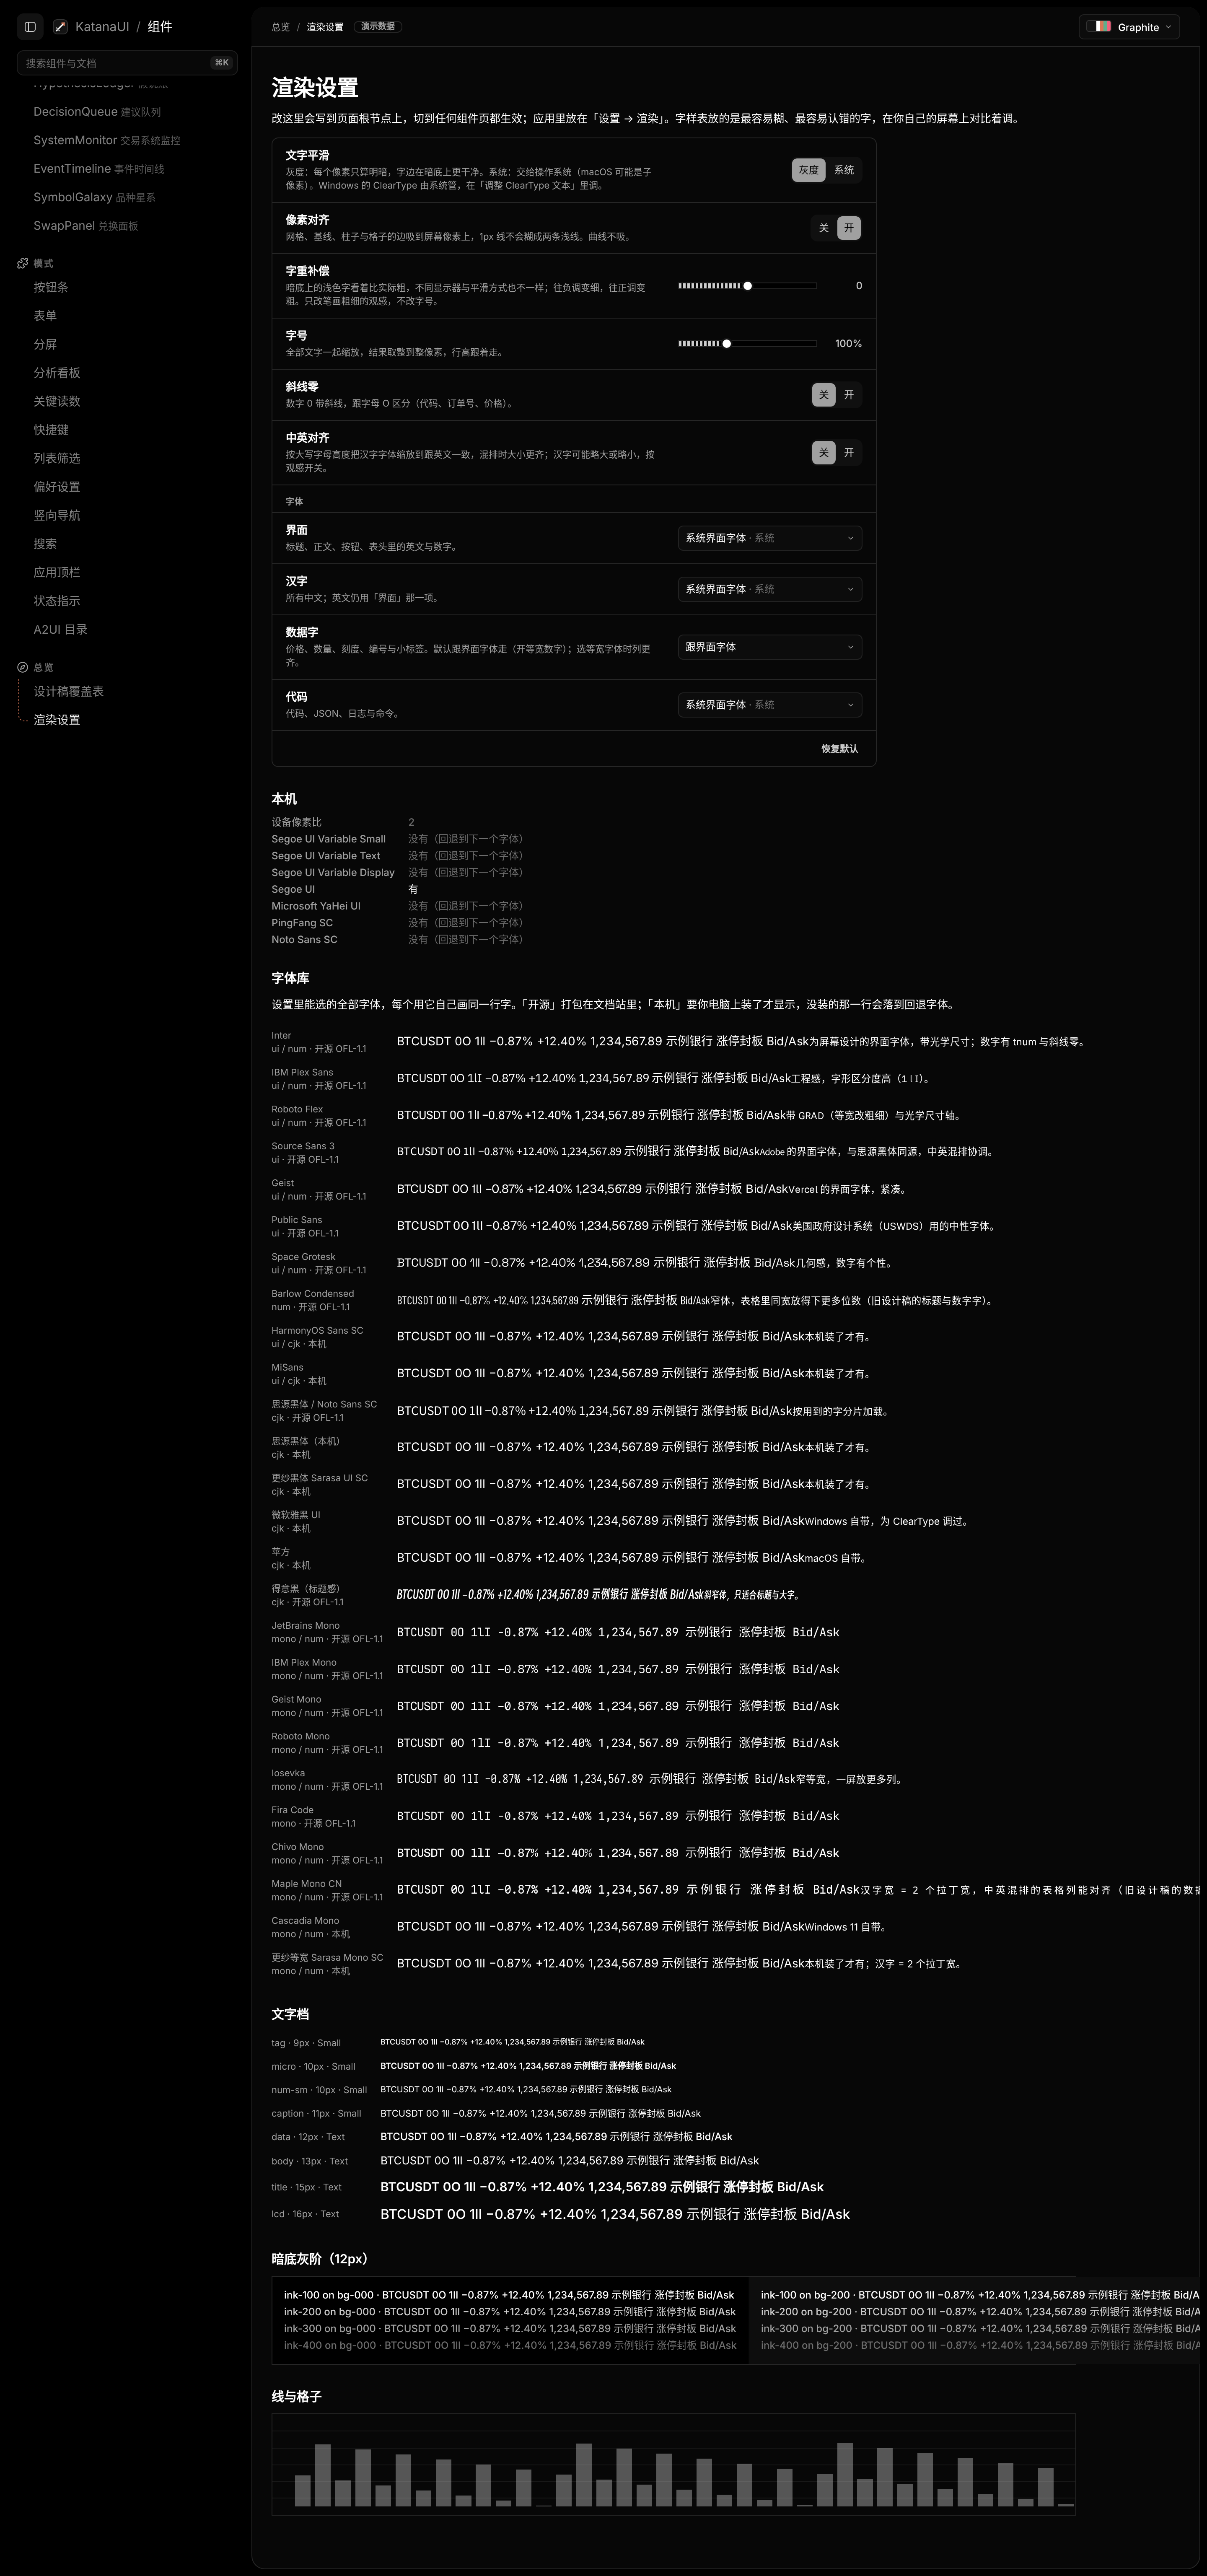 KatanaUI / 组件
搜索组件与文档 ⌘K
DecisionQueue 建议队列
SystemMonitor 交易系统监控
EventTimeline 事件时间线
SymbolGalaxy 品种星系
SwapPanel 兑换面板
模式
按钮条
表单
分屏
分析看板
关键读数
快捷键
列表筛选
偏好设置
竖向导航
搜索
应用顶栏
状态指示
A2UI 目录
总览
设计稿覆盖表
渲染设置
总览 / 渲染设置 演示数据
Graphite
渲染设置
改这里会写到页面根节点上，切到任何组件页都生效；应用里放在「设置 → 渲染」。字样表放的是最容易糊、最容易认错的字，在你自己的屏幕上对比着调。
文字平滑
灰度：每个像素只算明暗，字边在暗底上更干净。系统：交给操作系统（macOS 可能是子
像素）。Windows 的 ClearType 由系统管，在「调整 ClearType 文本」里调。
灰度 系统
像素对齐
网格、基线、柱子与格子的边吸到屏幕像素上，1px 线不会糊成两条浅线。曲线不吸。
关 开
字重补偿
暗底上的浅色字看着比实际粗，不同显示器与平滑方式也不一样；往负调变细，往正调变
粗。只改笔画粗细的观感，不改字号。
0
字号
全部文字一起缩放，结果取整到整像素，行高跟着走。
100%
斜线零
数字 0 带斜线，跟字母 O 区分（代码、订单号、价格）。
关 开
中英对齐
按大写字母高度把汉字字体缩放到跟英文一致，混排时大小更齐；汉字可能略大或略小，按
观感开关。
关 开
字体
界面
标题、正文、按钮、表头里的英文与数字。
系统界面字体 · 系统
汉字
所有中文；英文仍用「界面」那一项。
系统界面字体 · 系统
数据字
价格、数量、刻度、编号与小标签。默认跟界面字体走（开等宽数字）；选等宽字体时列更
齐。
跟界面字体
代码
代码、JSON、日志与命令。
系统界面字体 · 系统
恢复默认
本机
设备像素比 2
Segoe UI Variable Small 没有（回退到下一个字体）
Segoe UI Variable Text 没有（回退到下一个字体）
Segoe UI Variable Display 没有（回退到下一个字体）
Segoe UI 有
Microsoft YaHei UI 没有（回退到下一个字体）
PingFang SC 没有（回退到下一个字体）
Noto Sans SC 没有（回退到下一个字体）
字体库
设置里能选的全部字体，每个用它自己画同一行字。「开源」打包在文档站里；「本机」要你电脑上装了才显示，没装的那一行会落到回退字体。
Inter
ui / num · 开源 OFL-1.1
BTCUSDT 0O 1lI −0.87% +12.40% 1,234,567.89 示例银行 涨停封板 Bid/Ask为屏幕设计的界面字体，带光学尺寸；数字有 tnum 与斜线零。
IBM Plex Sans
ui / num · 开源 OFL-1.1
BTCUSDT 0O 1lI −0.87% +12.40% 1,234,567.89 示例银行 涨停封板 Bid/Ask工程感，字形区分度高（1 l I）。
Roboto Flex
ui / num · 开源 OFL-1.1
BTCUSDT 0O 1lI −0.87% +12.40% 1,234,567.89 示例银行 涨停封板 Bid/Ask带 GRAD（等宽改粗细）与光学尺寸轴。
Source Sans 3
ui · 开源 OFL-1.1
BTCUSDT 0O 1lI −0.87% +12.40% 1,234,567.89 示例银行 涨停封板 Bid/AskAdobe 的界面字体，与思源黑体同源，中英混排协调。
Geist
ui / num · 开源 OFL-1.1
BTCUSDT 0O 1lI −0.87% +12.40% 1,234,567.89 示例银行 涨停封板 Bid/AskVercel 的界面字体，紧凑。
Public Sans
ui · 开源 OFL-1.1
BTCUSDT 0O 1lI −0.87% +12.40% 1,234,567.89 示例银行 涨停封板 Bid/Ask美国政府设计系统（USWDS）用的中性字体。
Space Grotesk
ui / num · 开源 OFL-1.1
BTCUSDT 0O 1lI −0.87% +12.40% 1,234,567.89 示例银行 涨停封板 Bid/Ask几何感，数字有个性。
Barlow Condensed
num · 开源 OFL-1.1
BTCUSDT 0O 1lI −0.87% +12.40% 1,234,567.89 示例银行 涨停封板 Bid/Ask窄体，表格里同宽放得下更多位数（旧设计稿的标题与数字字）。
HarmonyOS Sans SC
ui / cjk · 本机
BTCUSDT 0O 1lI −0.87% +12.40% 1,234,567.89 示例银行 涨停封板 Bid/Ask本机装了才有。
MiSans
ui / cjk · 本机
BTCUSDT 0O 1lI −0.87% +12.40% 1,234,567.89 示例银行 涨停封板 Bid/Ask本机装了才有。
思源黑体 / Noto Sans SC
cjk · 开源 OFL-1.1
BTCUSDT 0O 1lI −0.87% +12.40% 1,234,567.89 示例银行 涨停封板 Bid/Ask按用到的字分片加载。
思源黑体（本机）
cjk · 本机
BTCUSDT 0O 1lI −0.87% +12.40% 1,234,567.89 示例银行 涨停封板 Bid/Ask本机装了才有。
更纱黑体 Sarasa UI SC
cjk · 本机
BTCUSDT 0O 1lI −0.87% +12.40% 1,234,567.89 示例银行 涨停封板 Bid/Ask本机装了才有。
微软雅黑 UI
cjk · 本机
BTCUSDT 0O 1lI −0.87% +12.40% 1,234,567.89 示例银行 涨停封板 Bid/AskWindows 自带，为 ClearType 调过。
苹方
cjk · 本机
BTCUSDT 0O 1lI −0.87% +12.40% 1,234,567.89 示例银行 涨停封板 Bid/AskmacOS 自带。
得意黑（标题感）
cjk · 开源 OFL-1.1
BTCUSDT 0O 1lI −0.87% +12.40% 1,234,567.89 示例银行 涨停封板 Bid/Ask斜窄体，只适合标题与大字。
JetBrains Mono
mono / num · 开源 OFL-1.1
BTCUSDT 0O 1lI −0.87% +12.40% 1,234,567.89 示例银行 涨停封板 Bid/Ask
IBM Plex Mono
mono / num · 开源 OFL-1.1
BTCUSDT 0O 1lI −0.87% +12.40% 1,234,567.89 示例银行 涨停封板 Bid/Ask
Geist Mono
mono / num · 开源 OFL-1.1
BTCUSDT 0O 1lI −0.87% +12.40% 1,234,567.89 示例银行 涨停封板 Bid/Ask
Roboto Mono
mono / num · 开源 OFL-1.1
BTCUSDT 0O 1lI −0.87% +12.40% 1,234,567.89 示例银行 涨停封板 Bid/Ask
Iosevka
mono / num · 开源 OFL-1.1
BTCUSDT 0O 1lI −0.87% +12.40% 1,234,567.89 示例银行 涨停封板 Bid/Ask窄等宽，一屏放更多列。
Fira Code
mono · 开源 OFL-1.1
BTCUSDT 0O 1lI −0.87% +12.40% 1,234,567.89 示例银行 涨停封板 Bid/Ask
Chivo Mono
mono / num · 开源 OFL-1.1
BTCUSDT 0O 1lI −0.87% +12.40% 1,234,567.89 示例银行 涨停封板 Bid/Ask
Maple Mono CN
mono / num · 开源 OFL-1.1
BTCUSDT 0O 1lI −0.87% +12.40% 1,234,567.89 示例银行 涨停封板 Bid/Ask汉字宽 = 2 个拉丁宽，中英混排的表格列能对齐（旧设计稿的数
Cascadia Mono
mono / num · 本机
BTCUSDT 0O 1lI −0.87% +12.40% 1,234,567.89 示例银行 涨停封板 Bid/AskWindows 11 自带。
更纱等宽 Sarasa Mono SC
mono / num · 本机
BTCUSDT 0O 1lI −0.87% +12.40% 1,234,567.89 示例银行 涨停封板 Bid/Ask本机装了才有；汉字 = 2 个拉丁宽。
文字档
tag · 9px · Small BTCUSDT 0O 1lI −0.87% +12.40% 1,234,567.89 示例银行 涨停封板 Bid/Ask
micro · 10px · Small BTCUSDT 0O 1lI −0.87% +12.40% 1,234,567.89 示例银行 涨停封板 Bid/Ask
num-sm · 10px · Small BTCUSDT 0O 1lI −0.87% +12.40% 1,234,567.89 示例银行 涨停封板 Bid/Ask
caption · 11px · Small BTCUSDT 0O 1lI −0.87% +12.40% 1,234,567.89 示例银行 涨停封板 Bid/Ask
data · 12px · Text BTCUSDT 0O 1lI −0.87% +12.40% 1,234,567.89 示例银行 涨停封板 Bid/Ask
body · 13px · Text BTCUSDT 0O 1lI −0.87% +12.40% 1,234,567.89 示例银行 涨停封板 Bid/Ask
title · 15px · Text BTCUSDT 0O 1lI −0.87% +12.40% 1,234,567.89 示例银行 涨停封板 Bid/Ask
lcd · 16px · Text BTCUSDT 0O 1lI −0.87% +12.40% 1,234,567.89 示例银行 涨停封板 Bid/Ask
暗底灰阶（12px）
ink-100 on bg-000 · BTCUSDT 0O 1lI −0.87% +12.40% 1,234,567.89 示例银行 涨停封板 Bid/Ask
ink-200 on bg-000 · BTCUSDT 0O 1lI −0.87% +12.40% 1,234,567.89 示例银行 涨停封板 Bid/Ask
ink-300 on bg-000 · BTCUSDT 0O 1lI −0.87% +12.40% 1,234,567.89 示例银行 涨停封板 Bid/Ask
ink-400 on bg-000 · BTCUSDT 0O 1lI −0.87% +12.40% 1,234,567.89 示例银行 涨停封板 Bid/Ask
ink-100 on bg-200 · BTCUSDT 0O 1lI −0.87% +12.40% 1,234,567.89 示例银行 涨停封板 Bid/A
ink-200 on bg-200 · BTCUSDT 0O 1lI −0.87% +12.40% 1,234,567.89 示例银行 涨停封板 Bid/A
ink-300 on bg-200 · BTCUSDT 0O 1lI −0.87% +12.40% 1,234,567.89 示例银行 涨停封板 Bid/A
ink-400 on bg-200 · BTCUSDT 0O 1lI −0.87% +12.40% 1,234,567.89 示例银行 涨停封板 Bid/A
线与格子